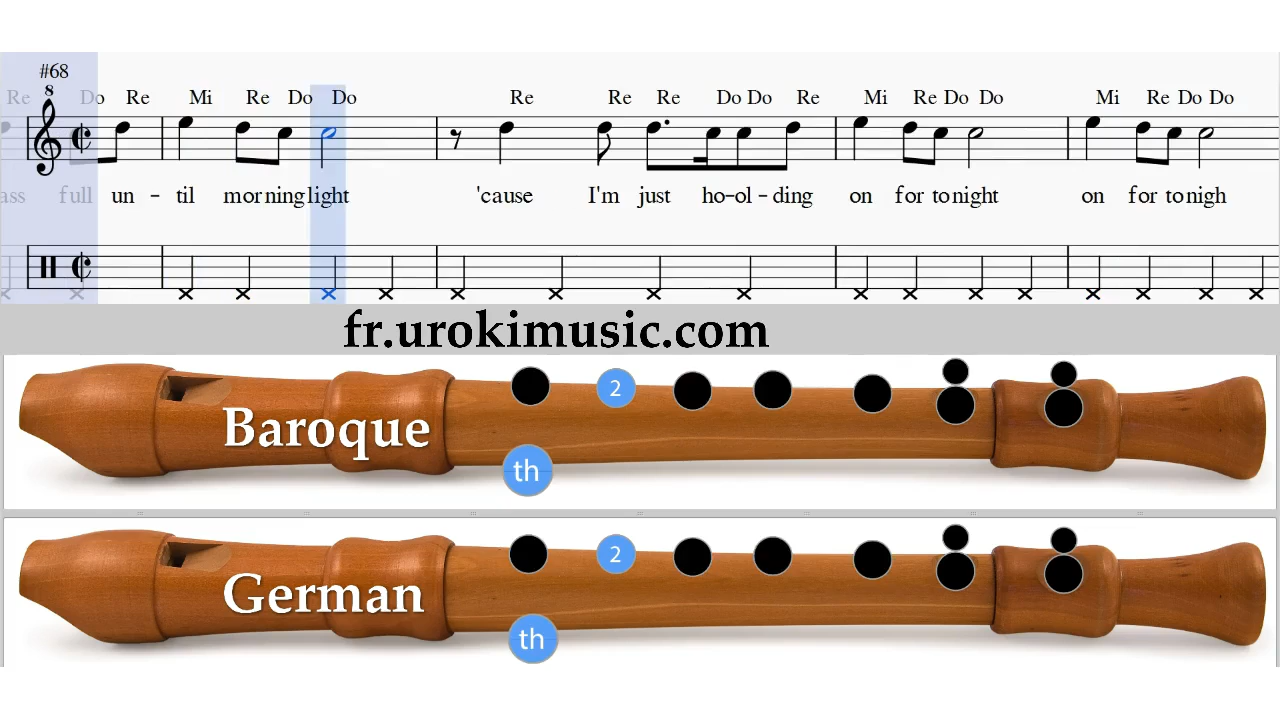 #68
8
Re Do Re Mi Re Do Do Re Re Re Do Do Re Mi Re Do Do Mi Re Do Do
ass full un - til morning light 'cause I'm just ho-ol-ding on for tonight on for tonigh
fr.urokimusic.com
2
Baroque
th
2
German
th